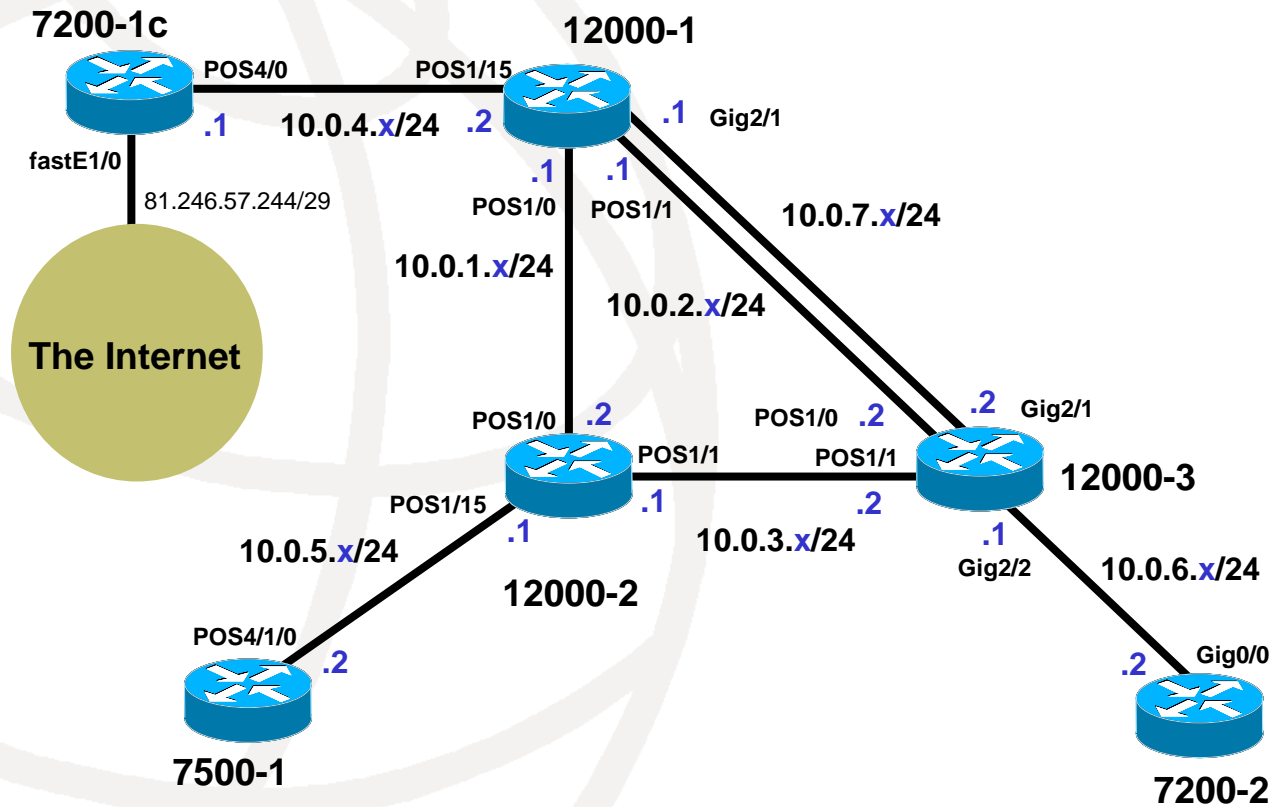 7200-1c
12000-1
POS4/0
POS1/15
.1
10.0.4.x/24
.2
.1
Gig2/1
fastE1/0
81.246.57.244/29
.1
.1
POS1/0
POS1/1
10.0.7.x/24
10.0.1.x/24
10.0.2.x/24
The Internet
POS1/0
.2
POS1/0
.2
.2
Gig2/1
POS1/1
POS1/1
12000-3
POS1/15
.1
.1
.2
.1
10.0.5.x/24
10.0.3.x/24
Gig2/2
10.0.6.x/24
12000-2
POS4/1/0
.2
.2
Gig0/0
7500-1
7200-2